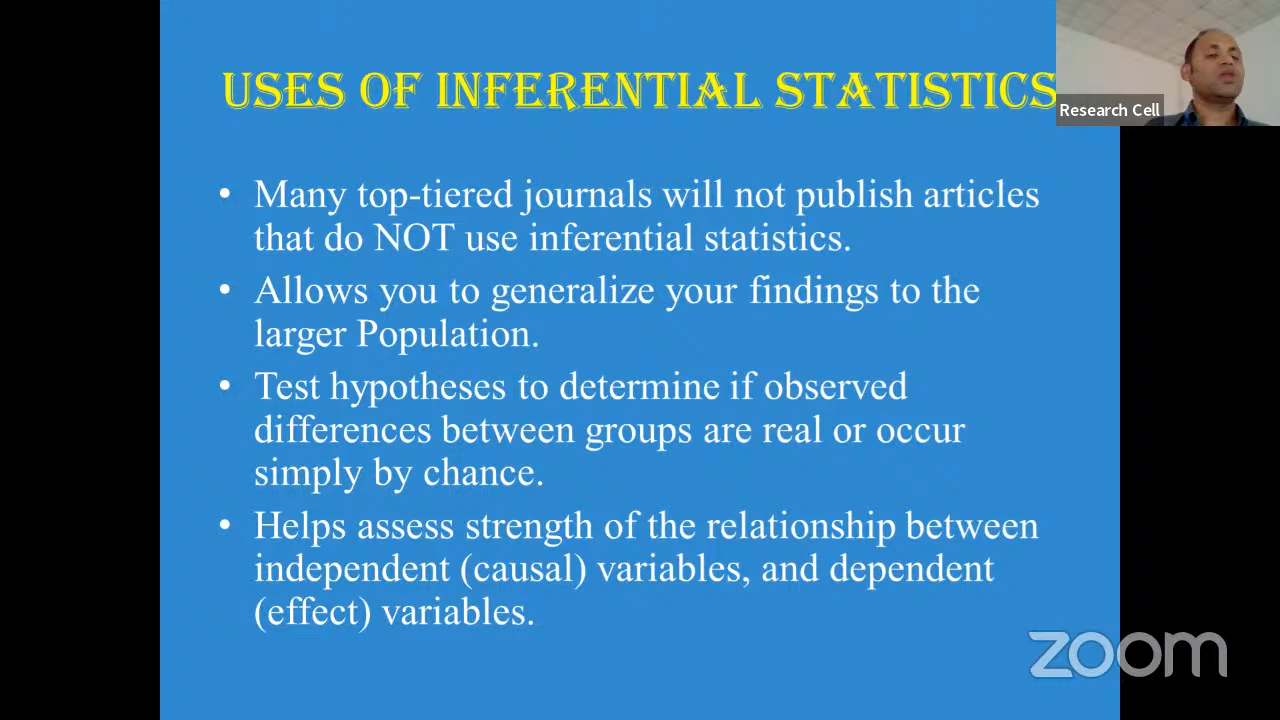 USES OF INFERENTIAL STATISTICS
Research Cell
• Many top-tiered journals will not publish articles
that do NOT use inferential statistics.
• Allows you to generalize your findings to the
larger Population.
• Test hypotheses to determine if observed
differences between groups are real or occur
simply by chance.
• Helps assess strength of the relationship between
independent (causal) variables, and dependent
(effect) variables.
zoom